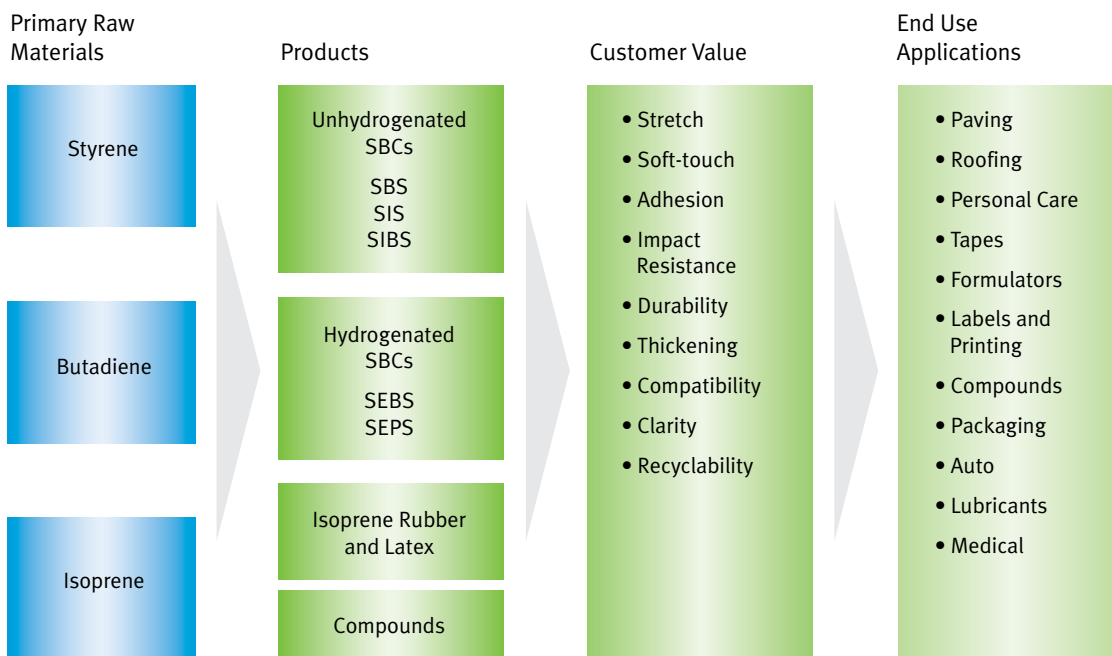 Primary Raw
Materials
Styrene
Butadiene
Isoprene
Products
Unhydrogenated
SBCs
SBS
SIS
SIBS
Hydrogenated
SBCs
SEBS
SEPS
Isoprene Rubber
and Latex
Compounds
Customer Value
• Stretch
• Soft-touch
• Adhesion
• Impact
Resistance
• Durability
• Thickening
• Compatibility
• Clarity
• Recyclability
End Use
Applications
• Paving
• Roofing
• Personal Care
• Tapes
• Formulators
• Labels and
Printing
• Compounds
• Packaging
• Auto
• Lubricants
• Medical